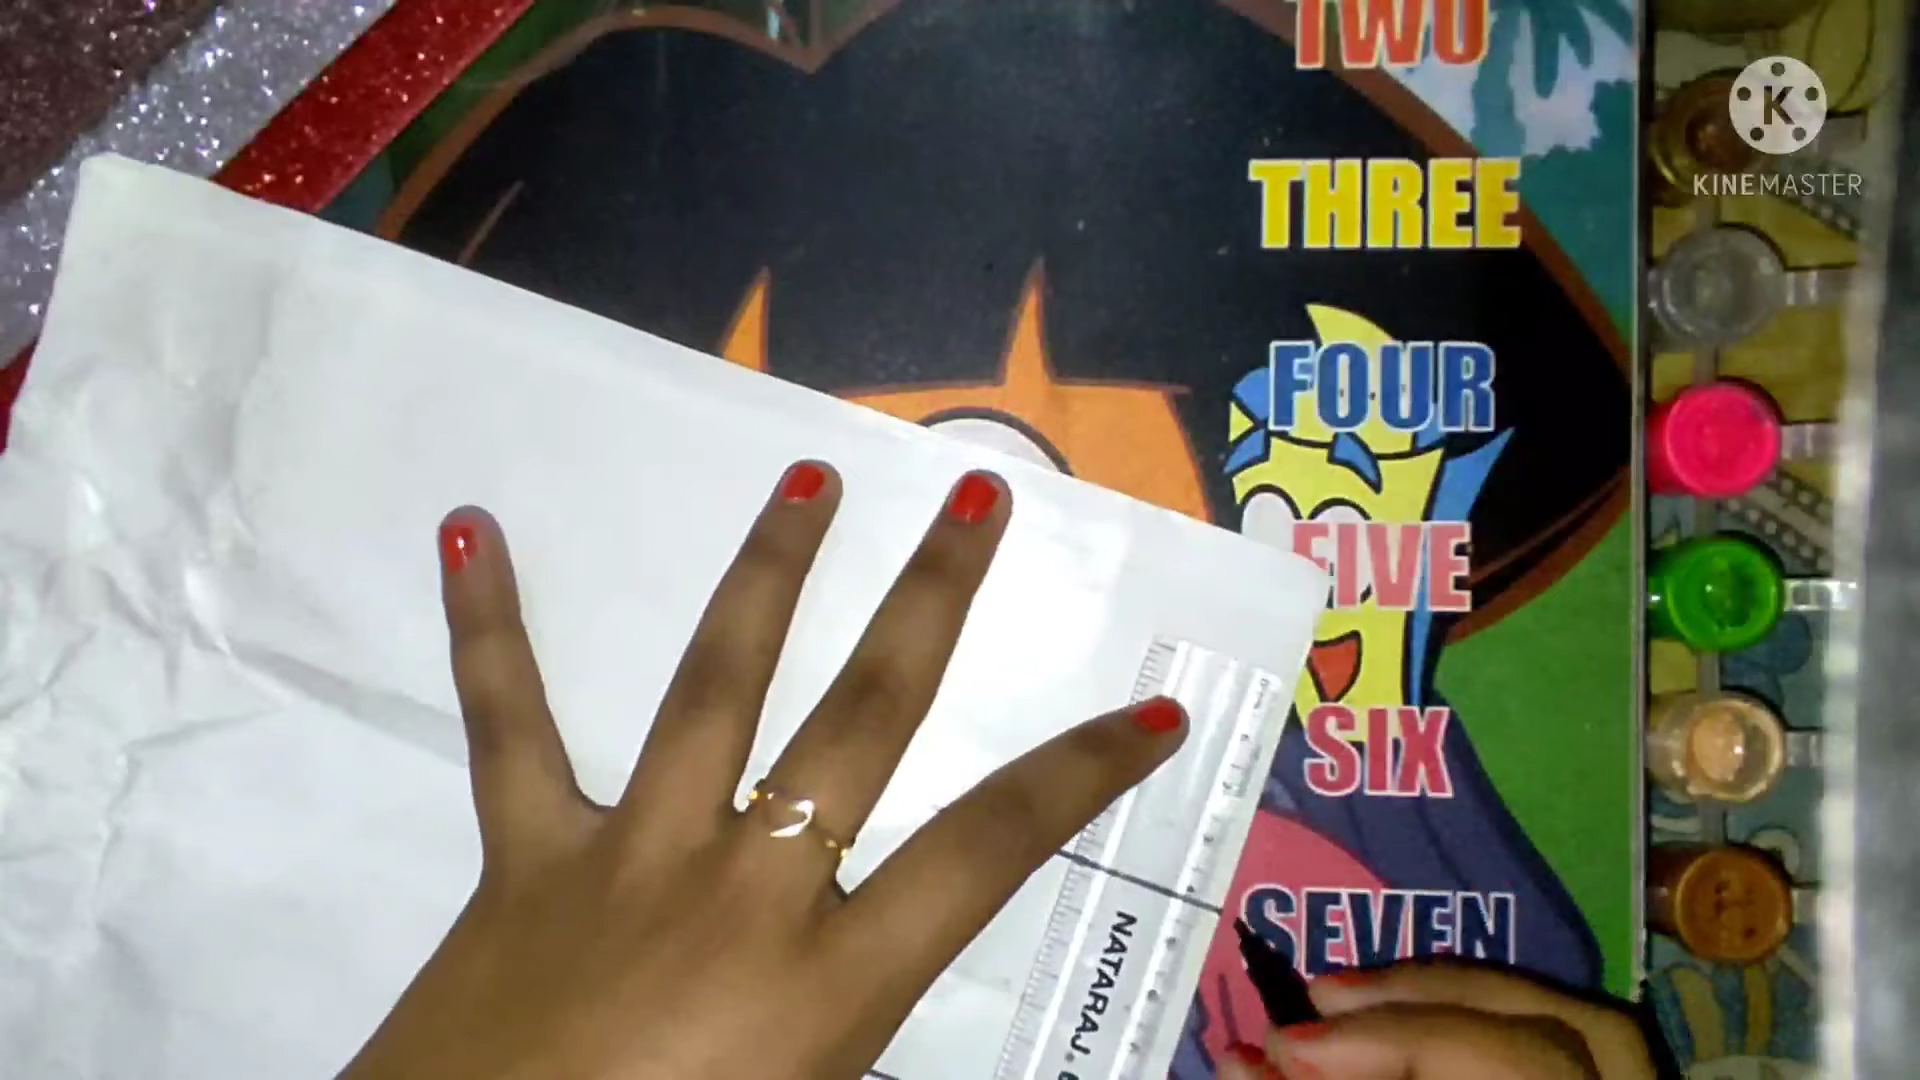 TWO
THREE
FOUR
FIVE
SIX
SEVEN
K
KINEMASTER
NATARAJ.